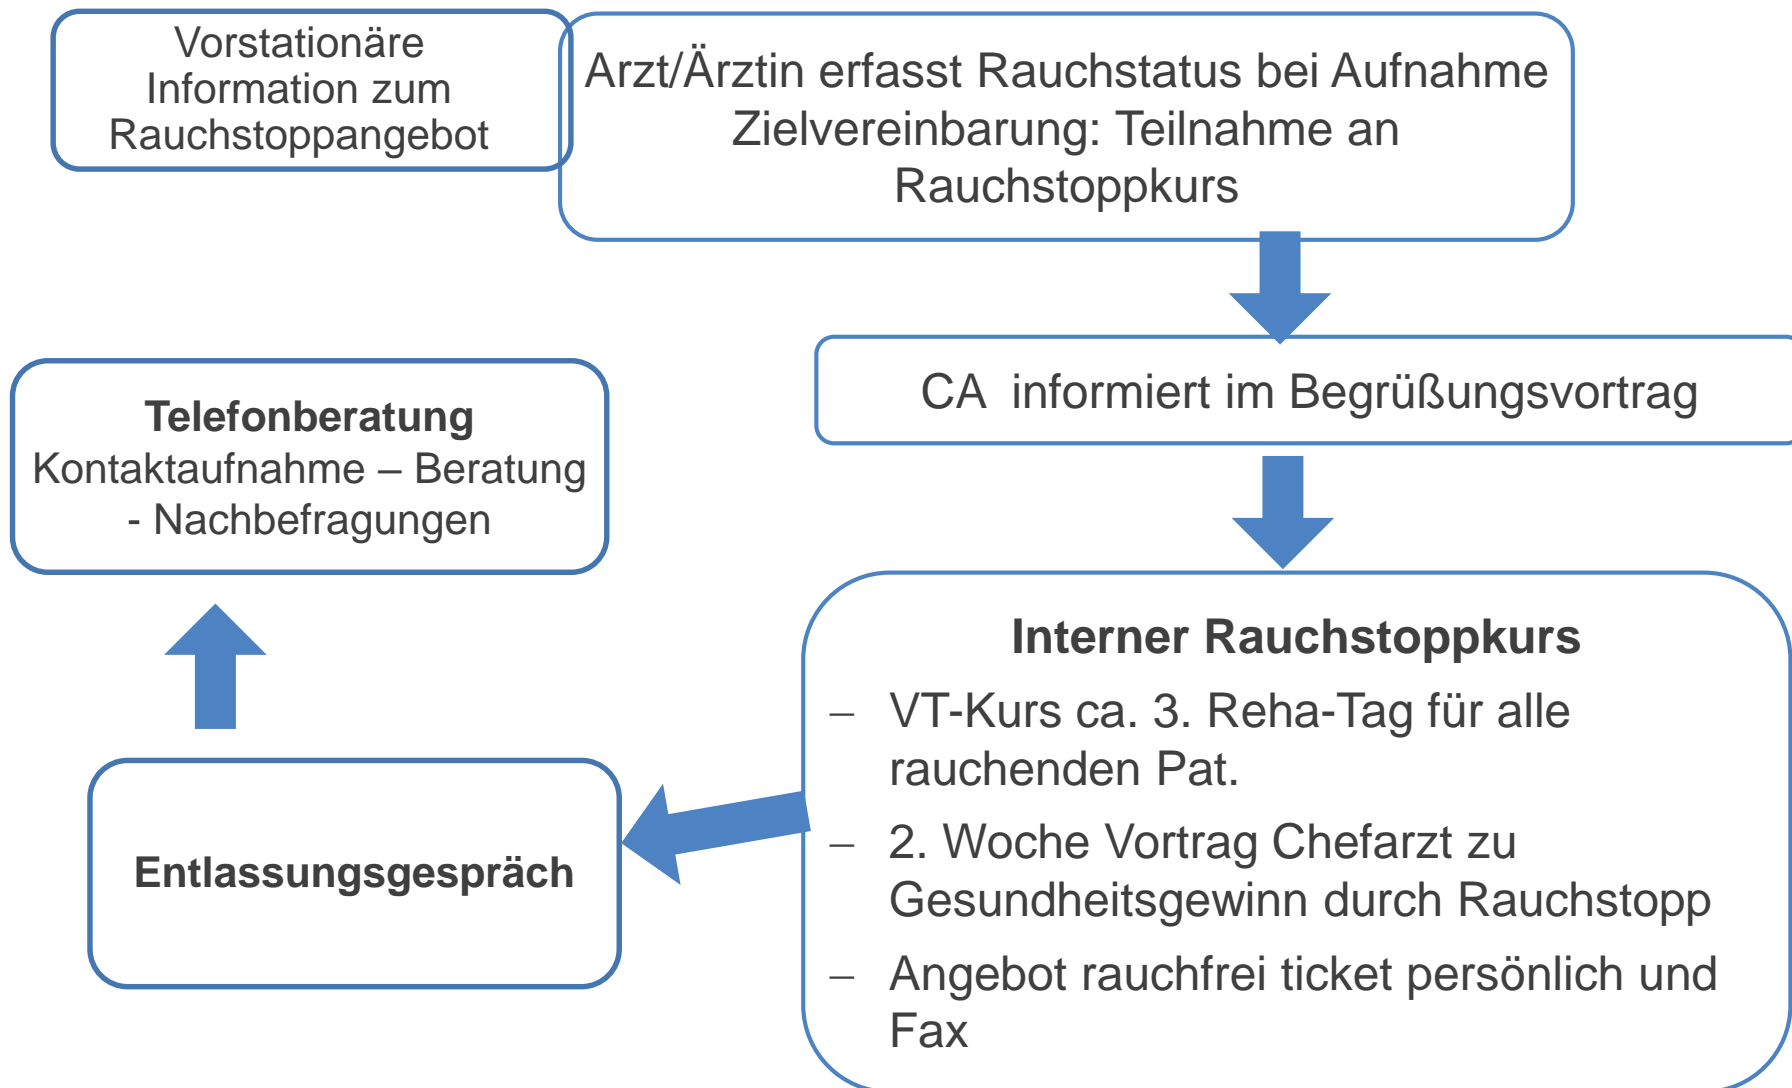 Vorstationäre
Information zum
Rauchstoppangebot
Arzt/Ärztin erfasst Rauchstatus bei Aufnahme
Zielvereinbarung: Teilnahme an
Rauchstoppkurs
CA  informiert im Begrüßungsvortrag
Interner Rauchstoppkurs
– VT-Kurs ca. 3. Reha-Tag für alle
rauchenden Pat.
– 2. Woche Vortrag Chefarzt zu
Gesundheitsgewinn durch Rauchstopp
– Angebot rauchfrei ticket persönlich und
Fax
Entlassungsgespräch
Telefonberatung
Kontaktaufnahme – Beratung
- Nachbefragungen